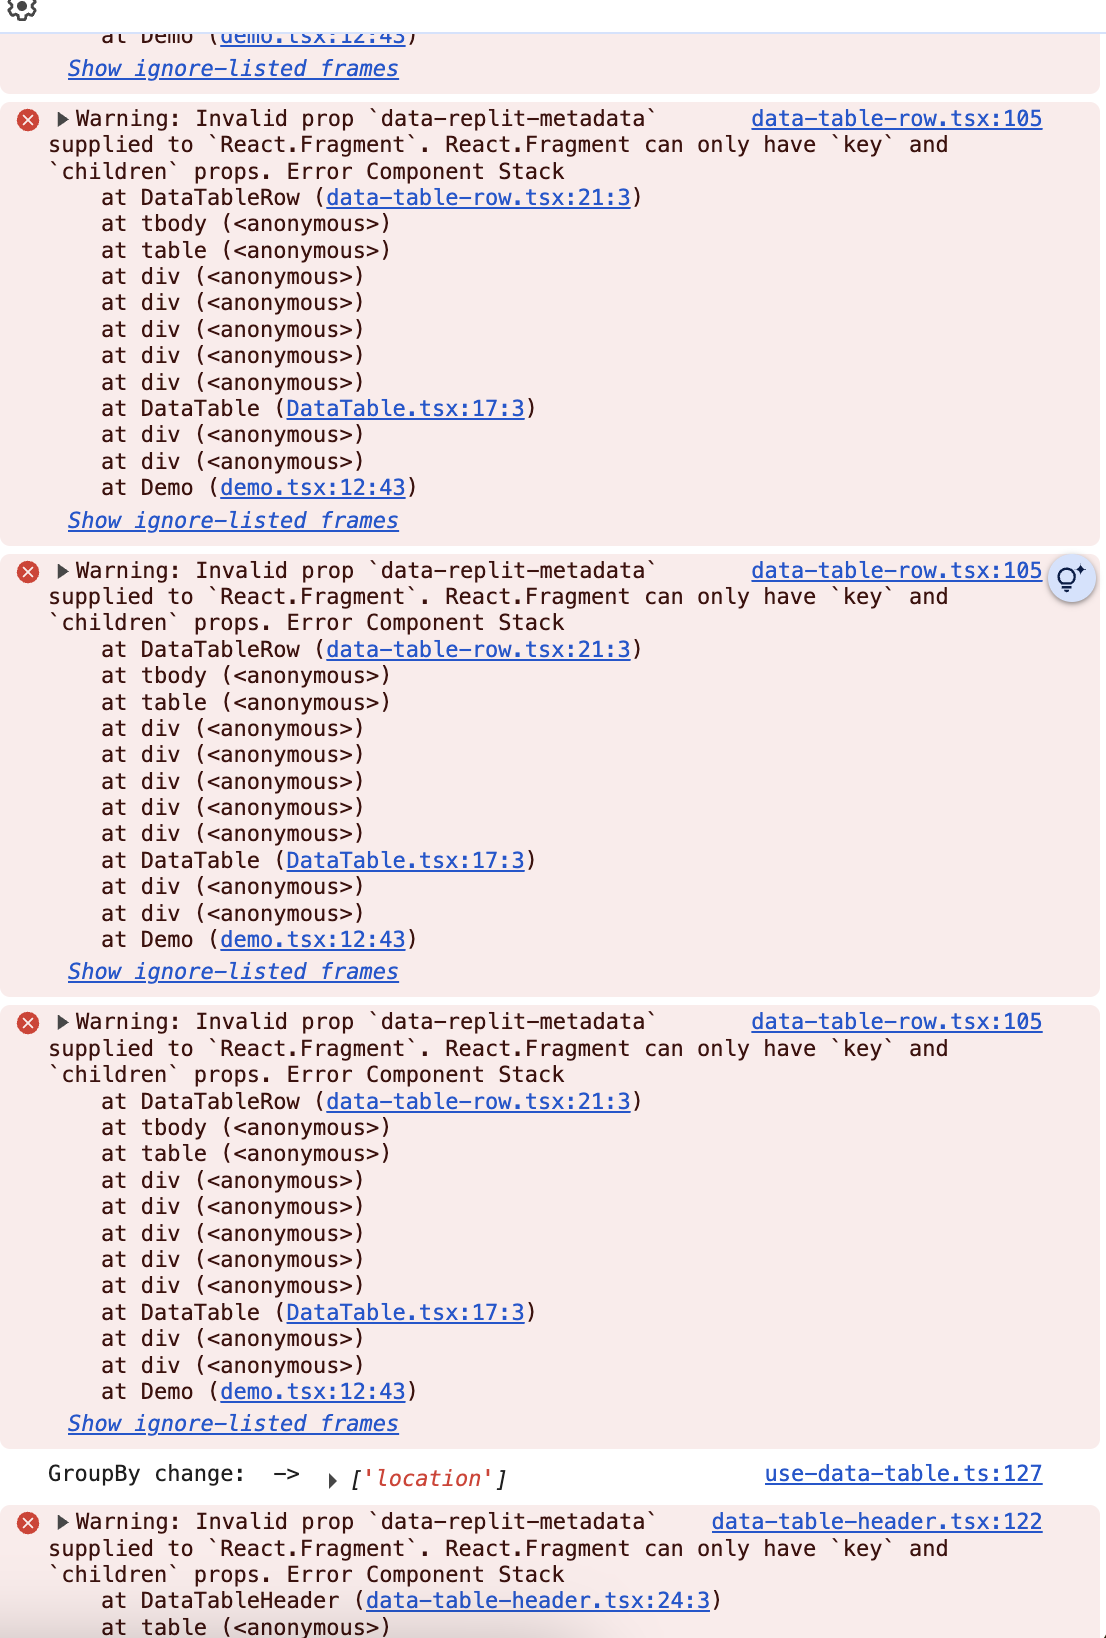 at Demo (demo.tsx:12:43)
Show ignore-listed frames
Warning: Invalid prop `data-replit-metadata` data-table-row.tsx:105
supplied to `React.Fragment`. React.Fragment can only have `key` and
`children` props. Error Component Stack
at DataTableRow (data-table-row.tsx:21:3)
at tbody (<anonymous>)
at table (<anonymous>)
at div (<anonymous>)
at div (<anonymous>)
at div (<anonymous>)
at div (<anonymous>)
at div (<anonymous>)
at DataTable (DataTable.tsx:17:3)
at div (<anonymous>)
at div (<anonymous>)
at Demo (demo.tsx:12:43)
Show ignore-listed frames
Warning: Invalid prop `data-replit-metadata` data-table-row.tsx:105
supplied to `React.Fragment`. React.Fragment can only have `key` and
`children` props. Error Component Stack
at DataTableRow (data-table-row.tsx:21:3)
at tbody (<anonymous>)
at table (<anonymous>)
at div (<anonymous>)
at div (<anonymous>)
at div (<anonymous>)
at div (<anonymous>)
at div (<anonymous>)
at DataTable (DataTable.tsx:17:3)
at div (<anonymous>)
at div (<anonymous>)
at Demo (demo.tsx:12:43)
Show ignore-listed frames
Warning: Invalid prop `data-replit-metadata` data-table-row.tsx:105
supplied to `React.Fragment`. React.Fragment can only have `key` and
`children` props. Error Component Stack
at DataTableRow (data-table-row.tsx:21:3)
at tbody (<anonymous>)
at table (<anonymous>)
at div (<anonymous>)
at div (<anonymous>)
at div (<anonymous>)
at div (<anonymous>)
at div (<anonymous>)
at DataTable (DataTable.tsx:17:3)
at div (<anonymous>)
at div (<anonymous>)
at Demo (demo.tsx:12:43)
Show ignore-listed frames
GroupBy change: -> ['location'] use-data-table.ts:127
Warning: Invalid prop `data-replit-metadata` data-table-header.tsx:122
supplied to `React.Fragment`. React.Fragment can only have `key` and
`children` props. Error Component Stack
at DataTableHeader (data-table-header.tsx:24:3)
at table (<anonymous>)